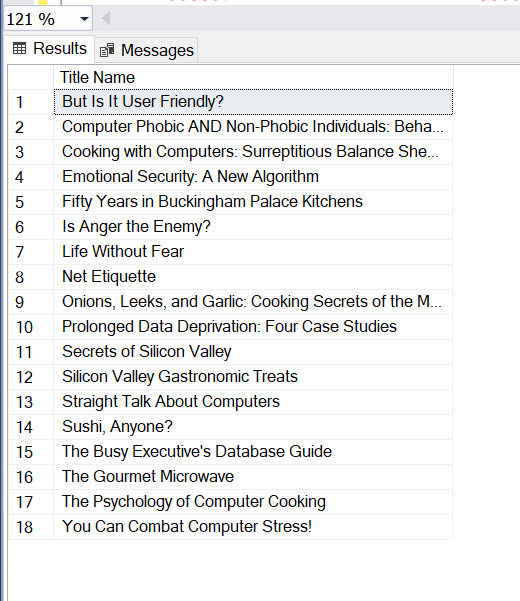 121 %
Results Messages
Title Name
1 But Is It User Friendly?
2 Computer Phobic AND Non-Phobic Individuals: Beha...
3 Cooking with Computers: Surreptitious Balance She...
4 Emotional Security: A New Algorithm
5 Fifty Years in Buckingham Palace Kitchens
6 Is Anger the Enemy?
7 Life Without Fear
8 Net Etiquette
9 Onions, Leeks, and Garlic: Cooking Secrets of the M...
10 Prolonged Data Deprivation: Four Case Studies
11 Secrets of Silicon Valley
12 Silicon Valley Gastronomic Treats
13 Straight Talk About Computers
14 Sushi, Anyone?
15 The Busy Executive's Database Guide
16 The Gourmet Microwave
17 The Psychology of Computer Cooking
18 You Can Combat Computer Stress!